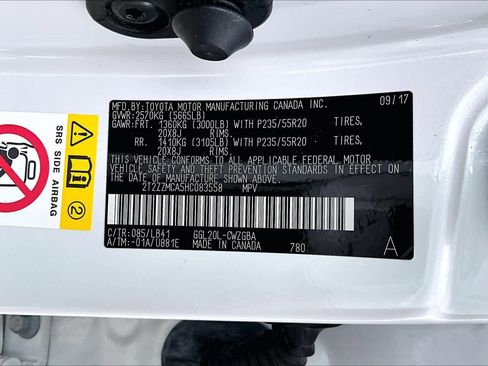 SRS SIDE AIRBAG
MFD.BY:TOYOTA MOTOR MANUFACTURING CANADA INC. 09/17
GVWR:2570KG (5665LB)
GAWR:FRT. 1360KG (3000LB) WITH P235/55R20 TIRES,
20X8J RIMS.
RR. 1410KG (3105LB) WITH P235/55R20 TIRES,
20X8J RIMS.
THIS VEHICLE CONFORMS TO ALL APPLICABLE FEDERAL MOTOR
VEHICLE SAFETY AND THEFT PREVENTION STANDARDS IN EFFECT ON
THE DATE OF MANUFACTURE SHOWN ABOVE.
2T2ZZMCA5HC083558 MPV
C/TR:085/LB41 GGL20L-CWZGBA
A/TM:-01A/U881E MADE IN CANADA 780 A